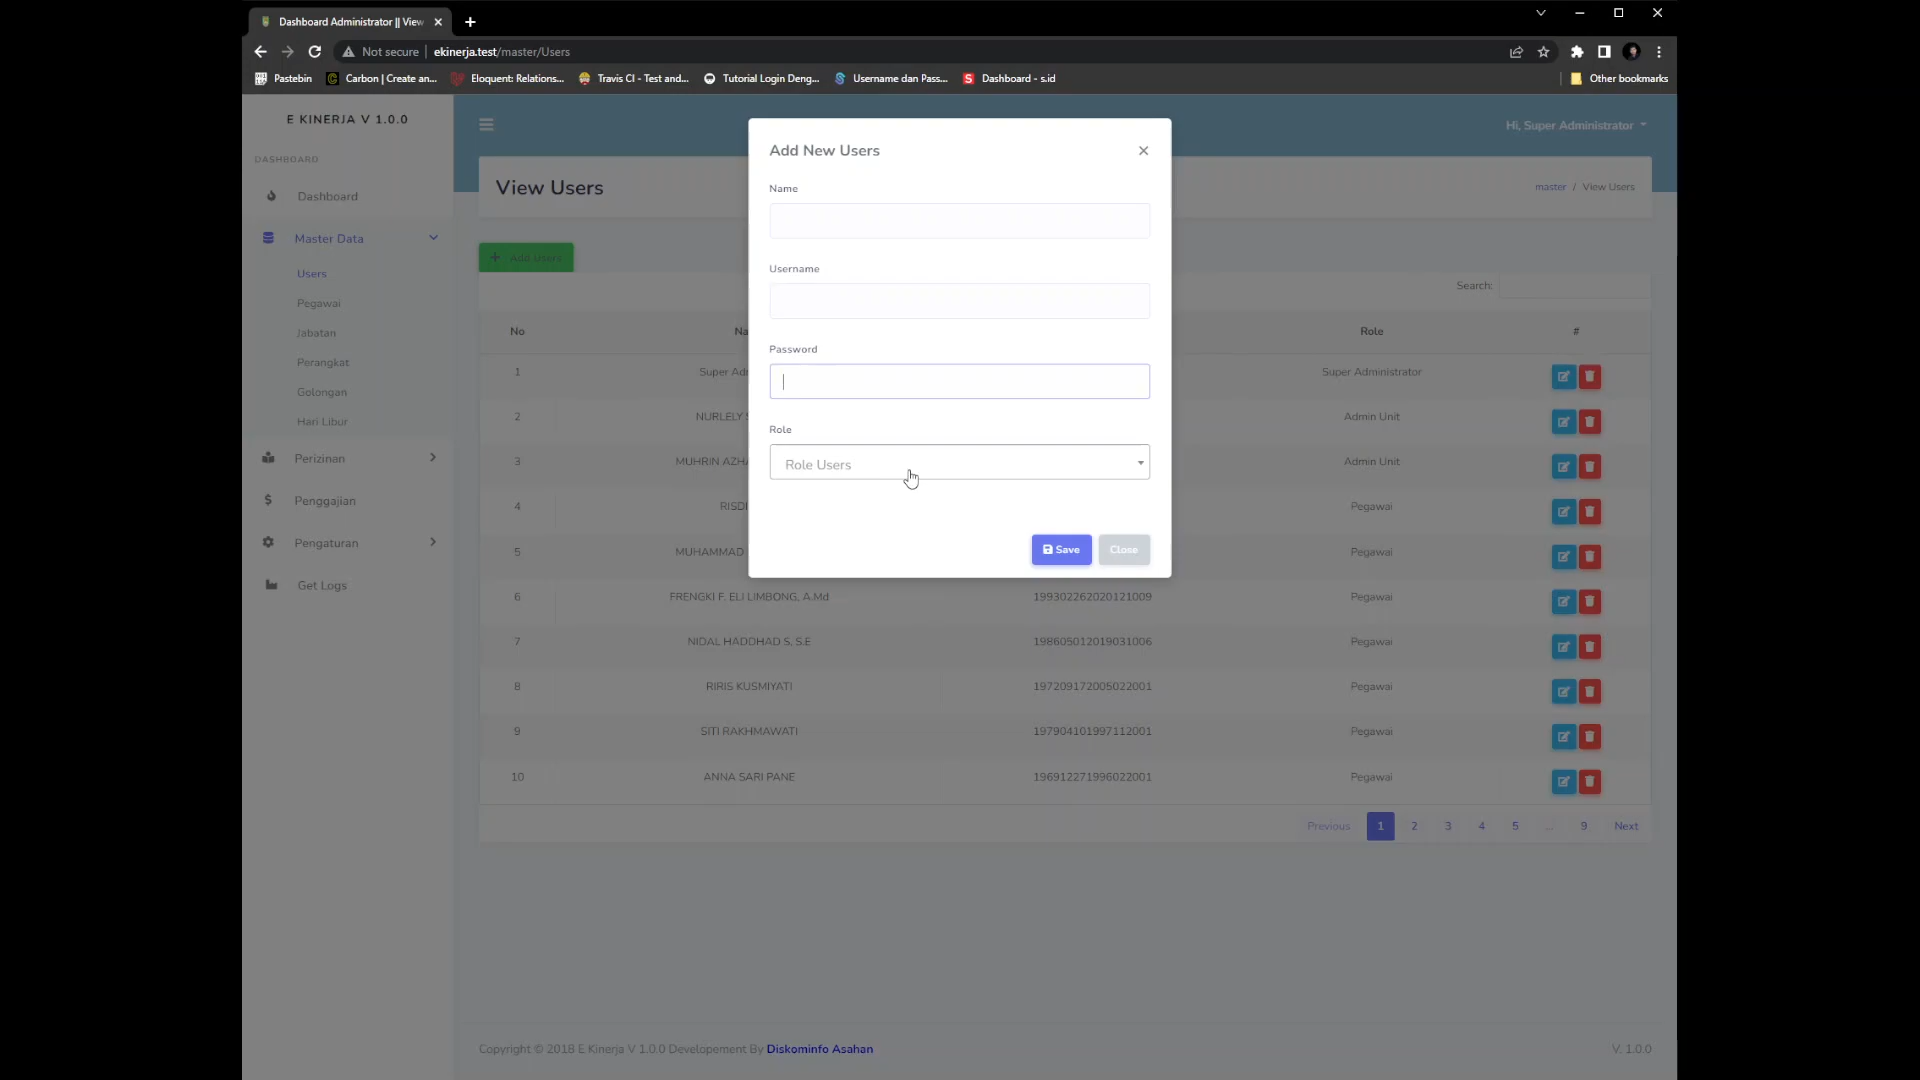 Dashboard Administrator || View
Not secure | ekinerja.test/master/Users
Pastebin
Carbon | Create an...
Eloquent: Relations...
Travis CI - Test and...
Tutorial Login Deng...
Username dan Pass...
Dashboard - s.id
Other bookmarks
E KINERJA V 1.0.0
Hi, Super Administrator
DASHBOARD
Dashboard
Master Data
Users
Pegawai
Jabatan
Perangkat
Golongan
Hari Libur
Perizinan
Penggajian
Pengaturan
Get Logs
View Users
master / View Users
Add Users
Search:
No Na Role #
1 Super Ad Super Administrator
2 NURLELY Admin Unit
3 MUHRIN AZHA Admin Unit
4 RISDI Pegawai
5 MUHAMMAD Pegawai
6 FRENGKI F. ELI LIMBONG, A.Md 199302262020121009 Pegawai
7 NIDAL HADDHAD S, S.E 198605012019031006 Pegawai
8 RIRIS KUSMIYATI 197209172005022001 Pegawai
9 SITI RAKHMAWATI 197904101997112001 Pegawai
10 ANNA SARI PANE 196912271996022001 Pegawai
Previous 1 2 3 4 5 ... 9 Next
Add New Users
Name
Username
Password
Role
Role Users
Save
Close
Copyright © 2018 E Kinerja V 1.0.0 Developement By Diskominfo Asahan
V. 1.0.0